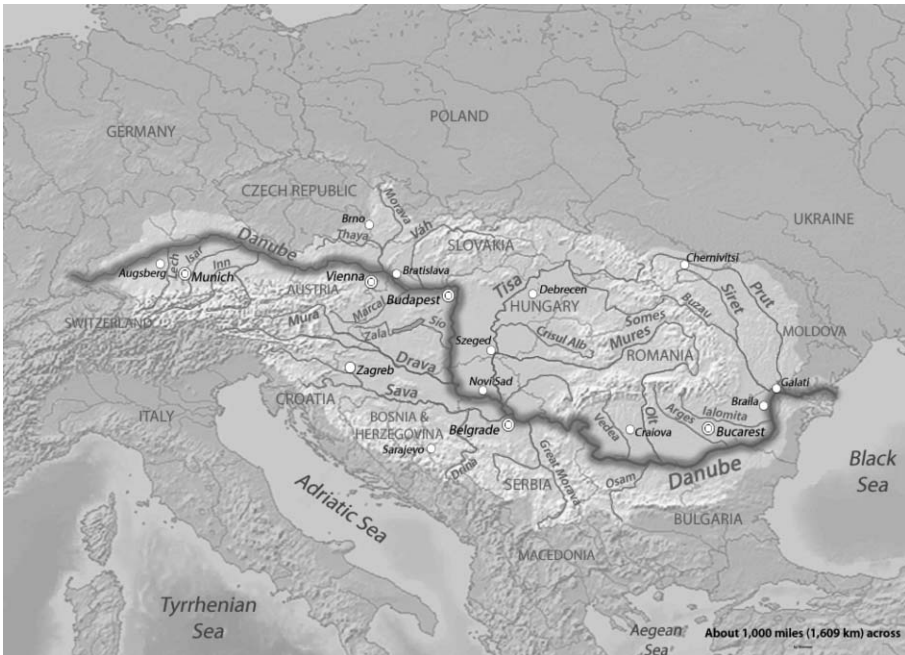 POLAND
GERMANY
CZECH REPUBLIC
Morava
UKRAINE
Brno
Thaya
Váh
Danube
SLOVAKIA
Chernivitsi
Isar
Lech
Inn
Augsberg
Munich
Vienna
Bratislava
AUSTRIA
Budapest
Tisa
Debrecen
HUNGARY
Siret
Prut
Buzau
Marcal
SWITZERLAND
Mura
Zalal
Sio
Somes
Mures
Crisul Alb
MOLDOVA
Szeged
ROMANIA
Drava
Zagreb
Novi Sad
Galati
Sava
CROATIA
Braila
ITALY
BOSNIA &
HERZEGOVINA
Belgrade
Vedea
Olt
Arges
Ialomita
Craiova
Bucarest
Sarajevo
Drina
Great Morava
Danube
Black
Sea
SERBIA
Osam
Adriatic Sea
BULGARIA
MACEDONIA
Tyrrhenian
Sea
Aegean
Sea
About 1,000 miles (1,609 km) across